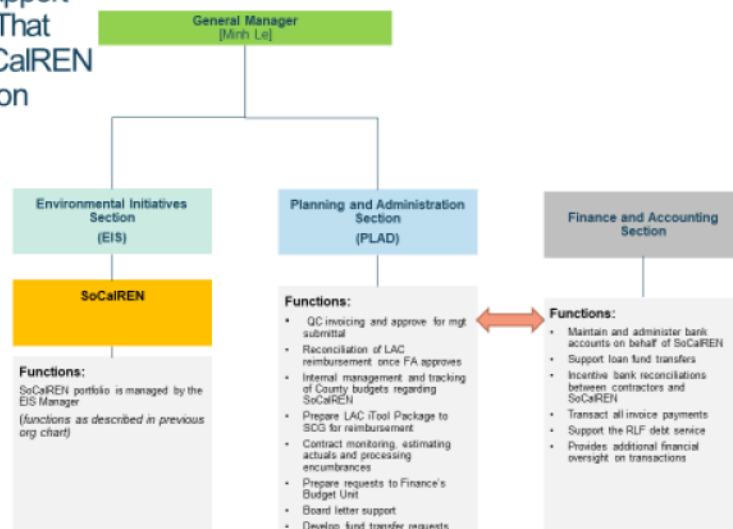 That
CalREN
on
General Manager
[Minh Le]
Environmental Initiatives
Section
(EIS)
SoCalREN
Functions:
SoCalREN portfolio is managed by the
EIS Manager
(functions as described in previous
org chart)
Planning and Administration
Section
(PLAD)
Functions:
• QC invoicing and approve for mgt
submittal
• Reconciliation of LAC
reimbursement once FA approves
• Internal management and tracking
of County budgets regarding
SoCalREN
• Prepare LAC iTool Package to
SCG for reimbursement
• Contract monitoring, estimating
actuals and processing
encumbrances
• Prepare requests to Finance's
Budget Unit
• Board letter support
• Develop fund transfer requests
Finance and Accounting
Section
Functions:
• Maintain and administer bank
accounts on behalf of SoCalREN
• Support loan fund transfers
• Incentive bank reconciliations
between contractors and
SoCalREN
• Transact all invoice payments
• Support the RLF debt service
• Provides additional financial
oversight on transactions